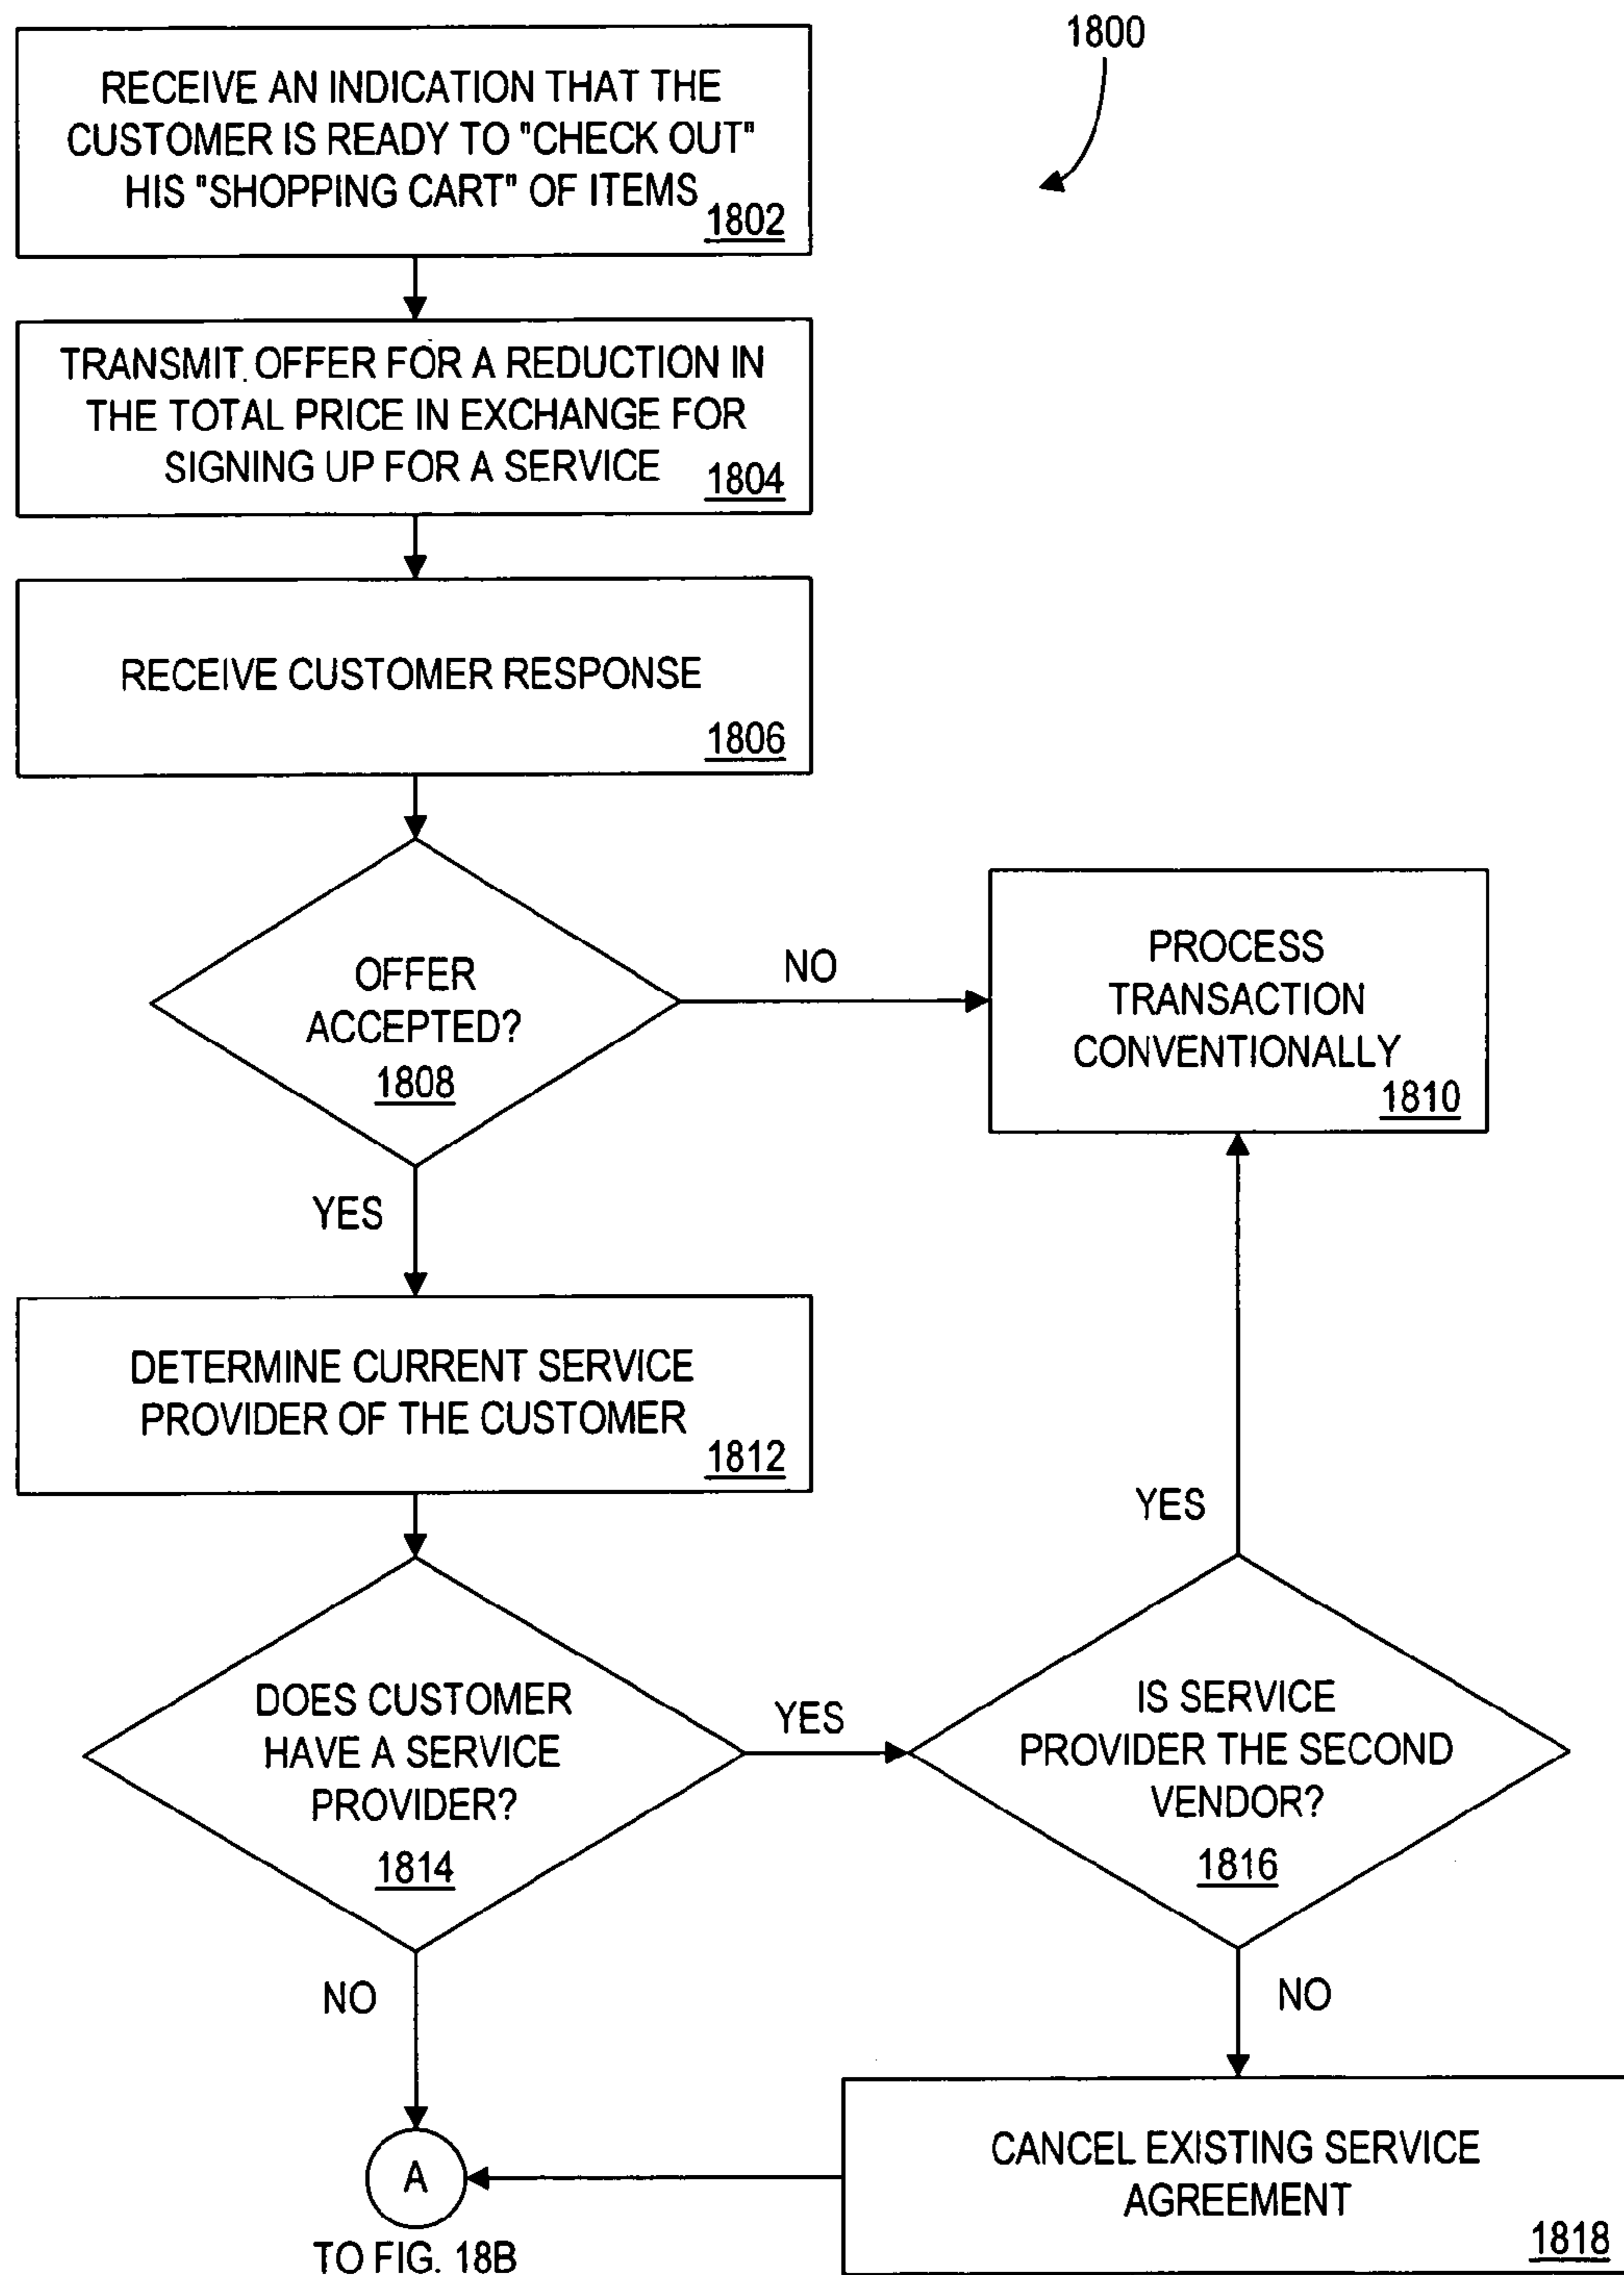 1800
RECEIVE AN INDICATION THAT THE
CUSTOMER IS READY TO "CHECK OUT"
HIS "SHOPPING CART" OF ITEMS
1802
TRANSMIT OFFER FOR A REDUCTION IN
THE TOTAL PRICE IN EXCHANGE FOR
SIGNING UP FOR A SERVICE
1804
RECEIVE CUSTOMER RESPONSE
1806
OFFER
ACCEPTED?
1808
NO
PROCESS
TRANSACTION
CONVENTIONALLY
1810
YES
DETERMINE CURRENT SERVICE
PROVIDER OF THE CUSTOMER
1812
DOES CUSTOMER
HAVE A SERVICE
PROVIDER?
1814
YES
IS SERVICE
PROVIDER THE SECOND
VENDOR?
1816
YES
NO
NO
CANCEL EXISTING SERVICE
AGREEMENT
1818
A
TO FIG. 18B